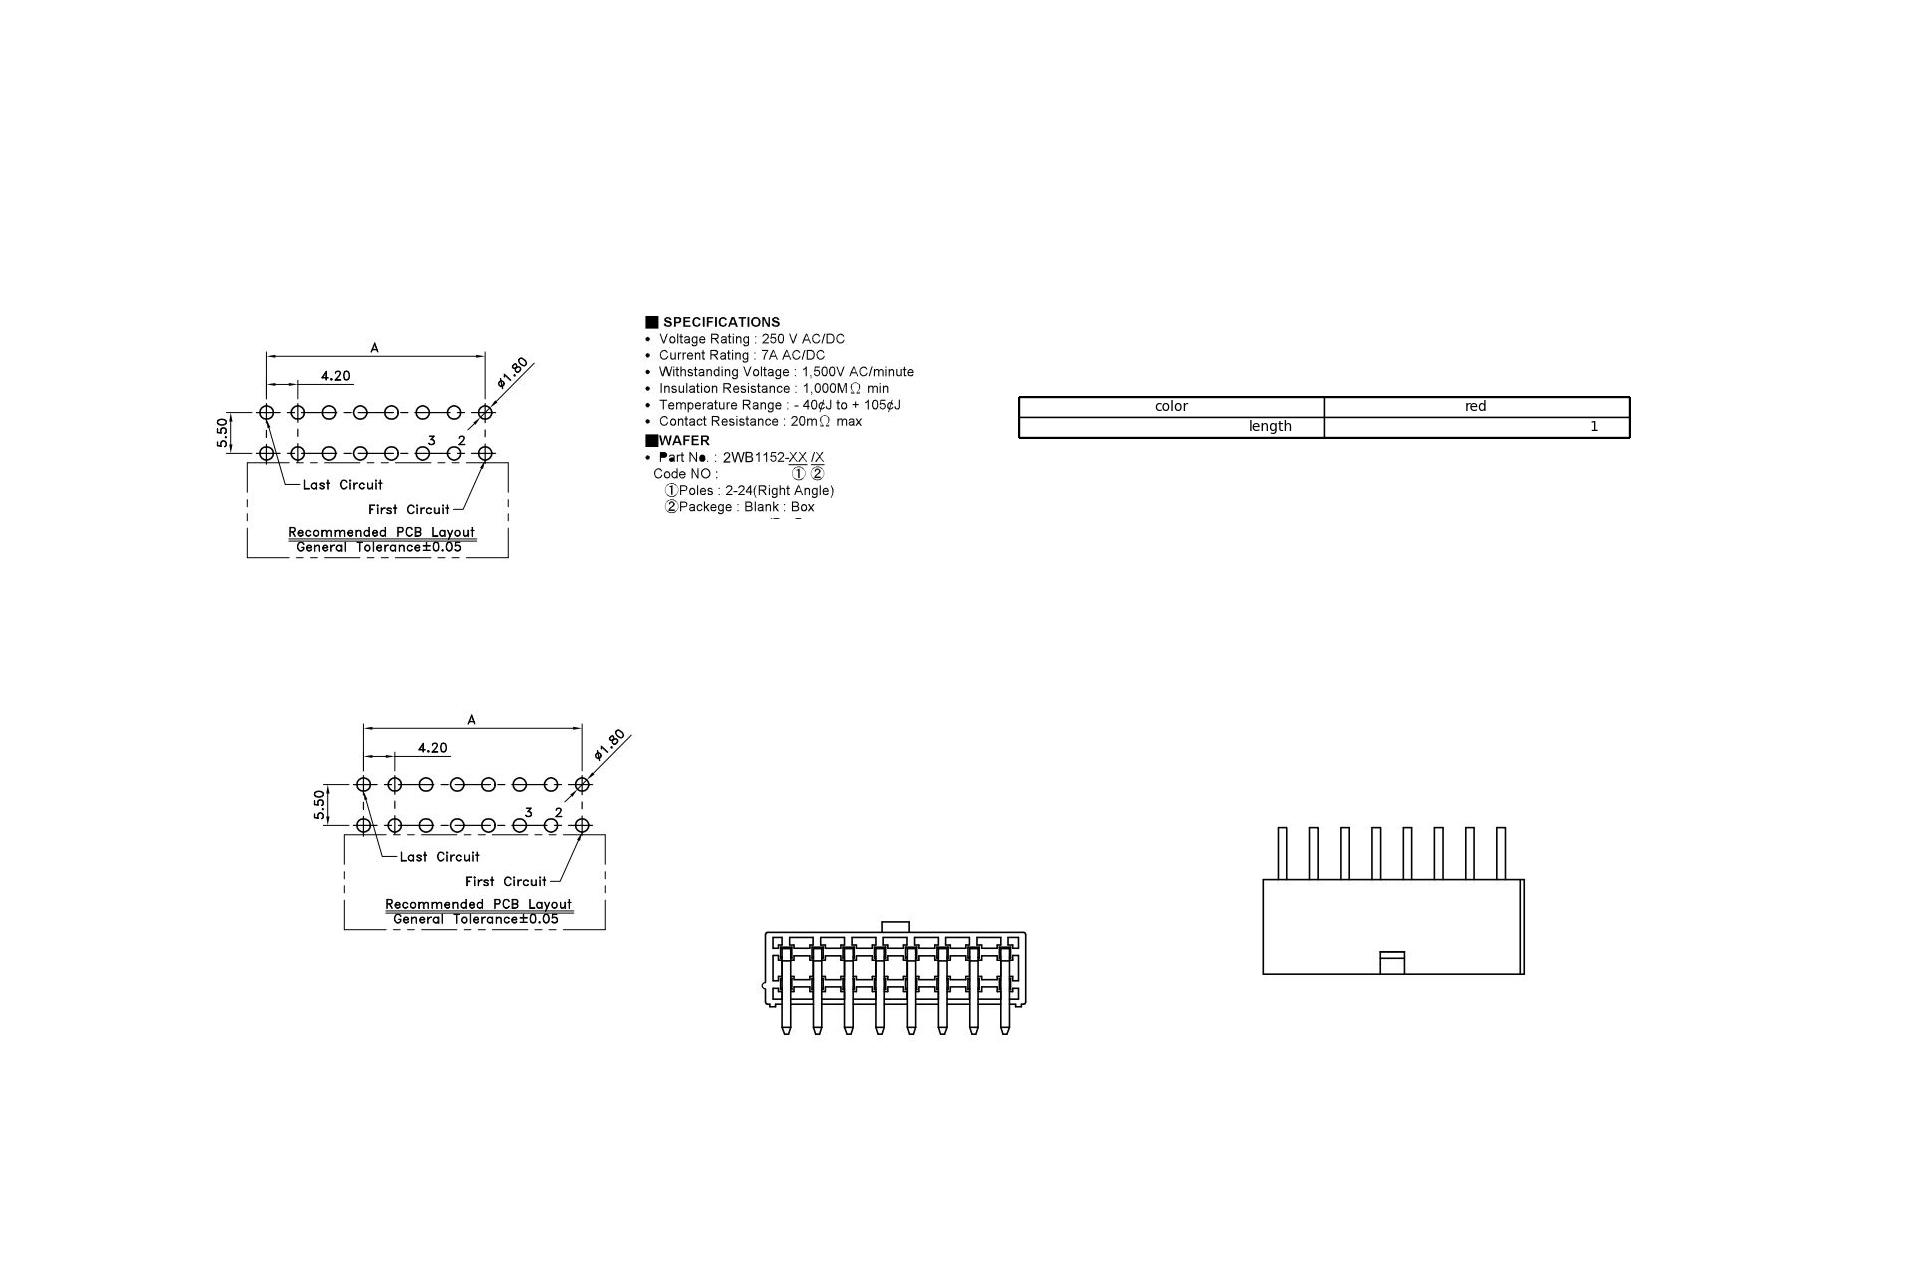 A
4.20
ø1.80
5.50
3 2
Last Circuit
First Circuit
Recommended PCB Layout
General Tolerance±0.05
■ SPECIFICATIONS
• Voltage Rating : 250 V AC/DC
• Current Rating : 7A AC/DC
• Withstanding Voltage : 1,500V AC/minute
• Insulation Resistance : 1,000MΩ min
• Temperature Range : - 40¢J to + 105¢J
• Contact Resistance : 20mΩ max
■WAFER
• Part No. : 2WB1152-XX /X
Code NO : ① ②
①Poles : 2-24(Right Angle)
②Packege : Blank : Box
color red
length 1
A
4.20
ø1.80
5.50
3 2
Last Circuit
First Circuit
Recommended PCB Layout
General Tolerance±0.05